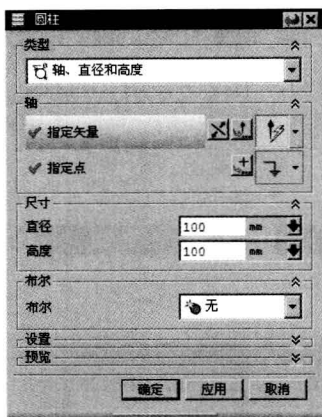 圆柱
类型
轴、直径和高度
轴
指定矢量
指定点
尺寸
直径 100 mm
高度 100 mm
布尔
布尔 无
设置
预览
确定 应用 取消